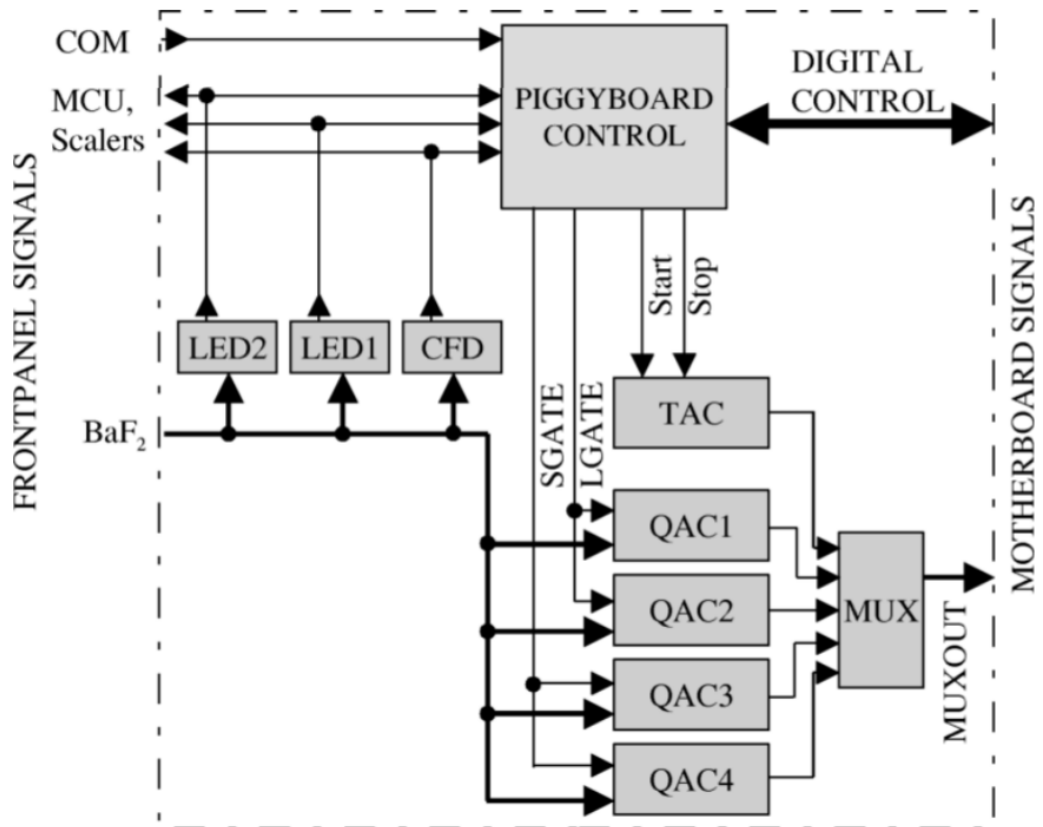 COM
MCU,
Scalers
PIGGYBOARD
CONTROL
DIGITAL
CONTROL
FRONTPANEL SIGNALS
MOTHERBOARD SIGNALS
Start
Stop
LED2
LED1
CFD
BaF₂
SGATE
LGATE
TAC
QAC1
QAC2
QAC3
QAC4
MUX
MUXOUT